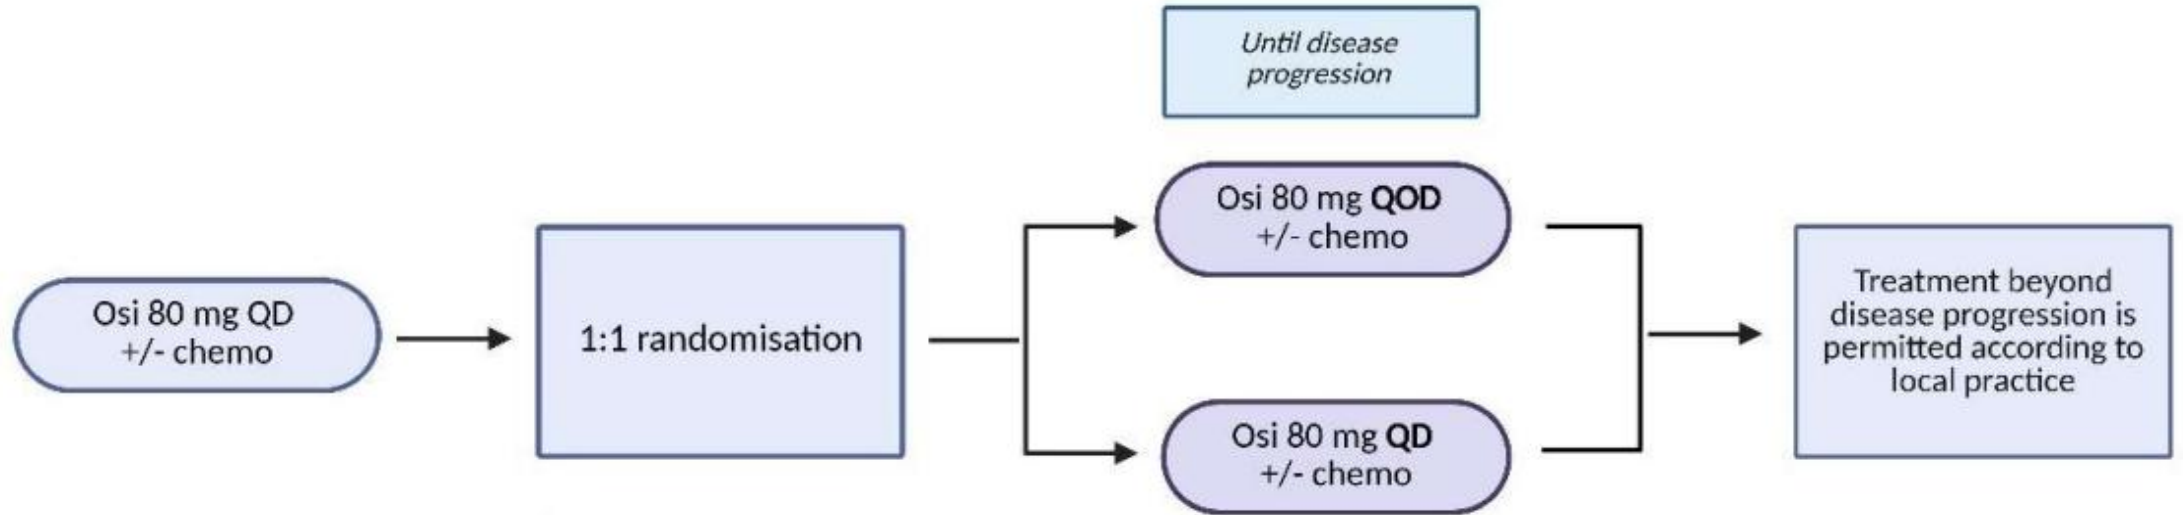 Until disease
progression
Osi 80 mg QD
+/- chemo
1:1 randomisation
Osi 80 mg QOD
+/- chemo
Osi 80 mg QD
+/- chemo
Treatment beyond
disease progression is
permitted according to
local practice